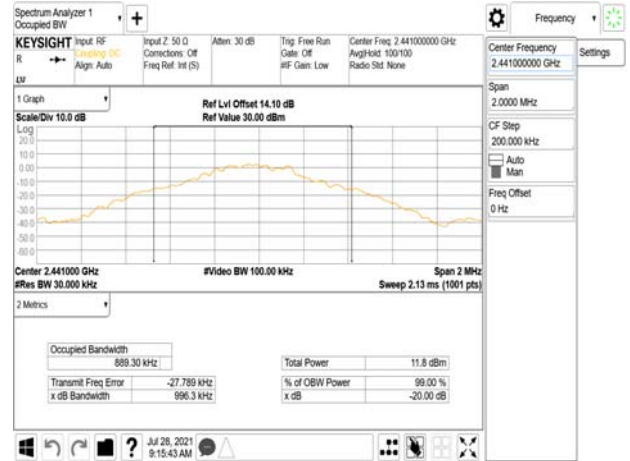 Spectrum Analyzer 1
Occupied BW
+
Frequency
KEYSIGHT
R
Input: RF
Coupling: DC
Align: Auto
Input Z: 50 Ω
Corrections: Off
Freq Ref: Int (S)
Atten: 30 dB
Trig: Free Run
Gate: Off
#IF Gain: Low
Center Freq: 2.441000000 GHz
Avg|Hold: 100/100
Radio Std: None
Center Frequency
2.441000000 GHz
Settings
Span
2.0000 MHz
CF Step
200.000 kHz
Auto
Man
Freq Offset
0 Hz
1 Graph
Scale/Div 10.0 dB
Ref Lvl Offset 14.10 dB
Ref Value 30.00 dBm
Log
20.0
10.0
0.00
-10.0
-20.0
-30.0
-40.0
-50.0
-60.0
Center 2.441000 GHz
#Res BW 30.000 kHz
#Video BW 100.00 kHz
Span 2 MHz
Sweep 2.13 ms (1001 pts)
2 Metrics
Occupied Bandwidth
889.30 kHz
Transmit Freq Error -27.789 kHz
x dB Bandwidth 996.3 kHz
Total Power 11.8 dBm
% of OBW Power 99.00 %
x dB -20.00 dB
?
Jul 28, 2021
9:15:43 AM